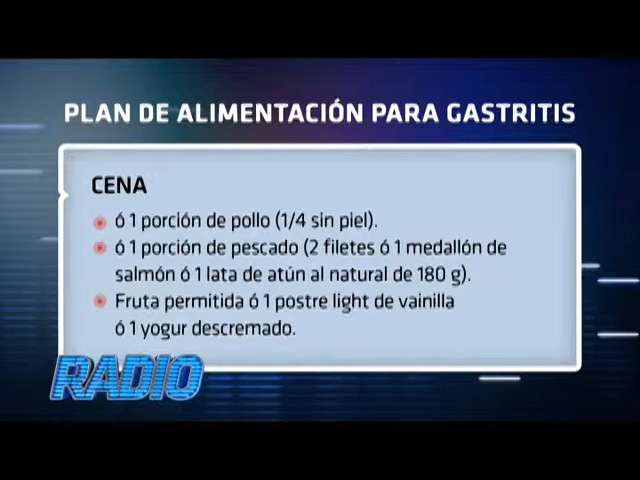 PLAN DE ALIMENTACIÓN PARA GASTRITIS
CENA
ó 1 porción de pollo (1/4 sin piel).
ó 1 porción de pescado (2 filetes ó 1 medallón de
salmón ó 1 lata de atún al natural de 180 g).
Fruta permitida ó 1 postre light de vainilla
ó 1 yogur descremado.
RADIO